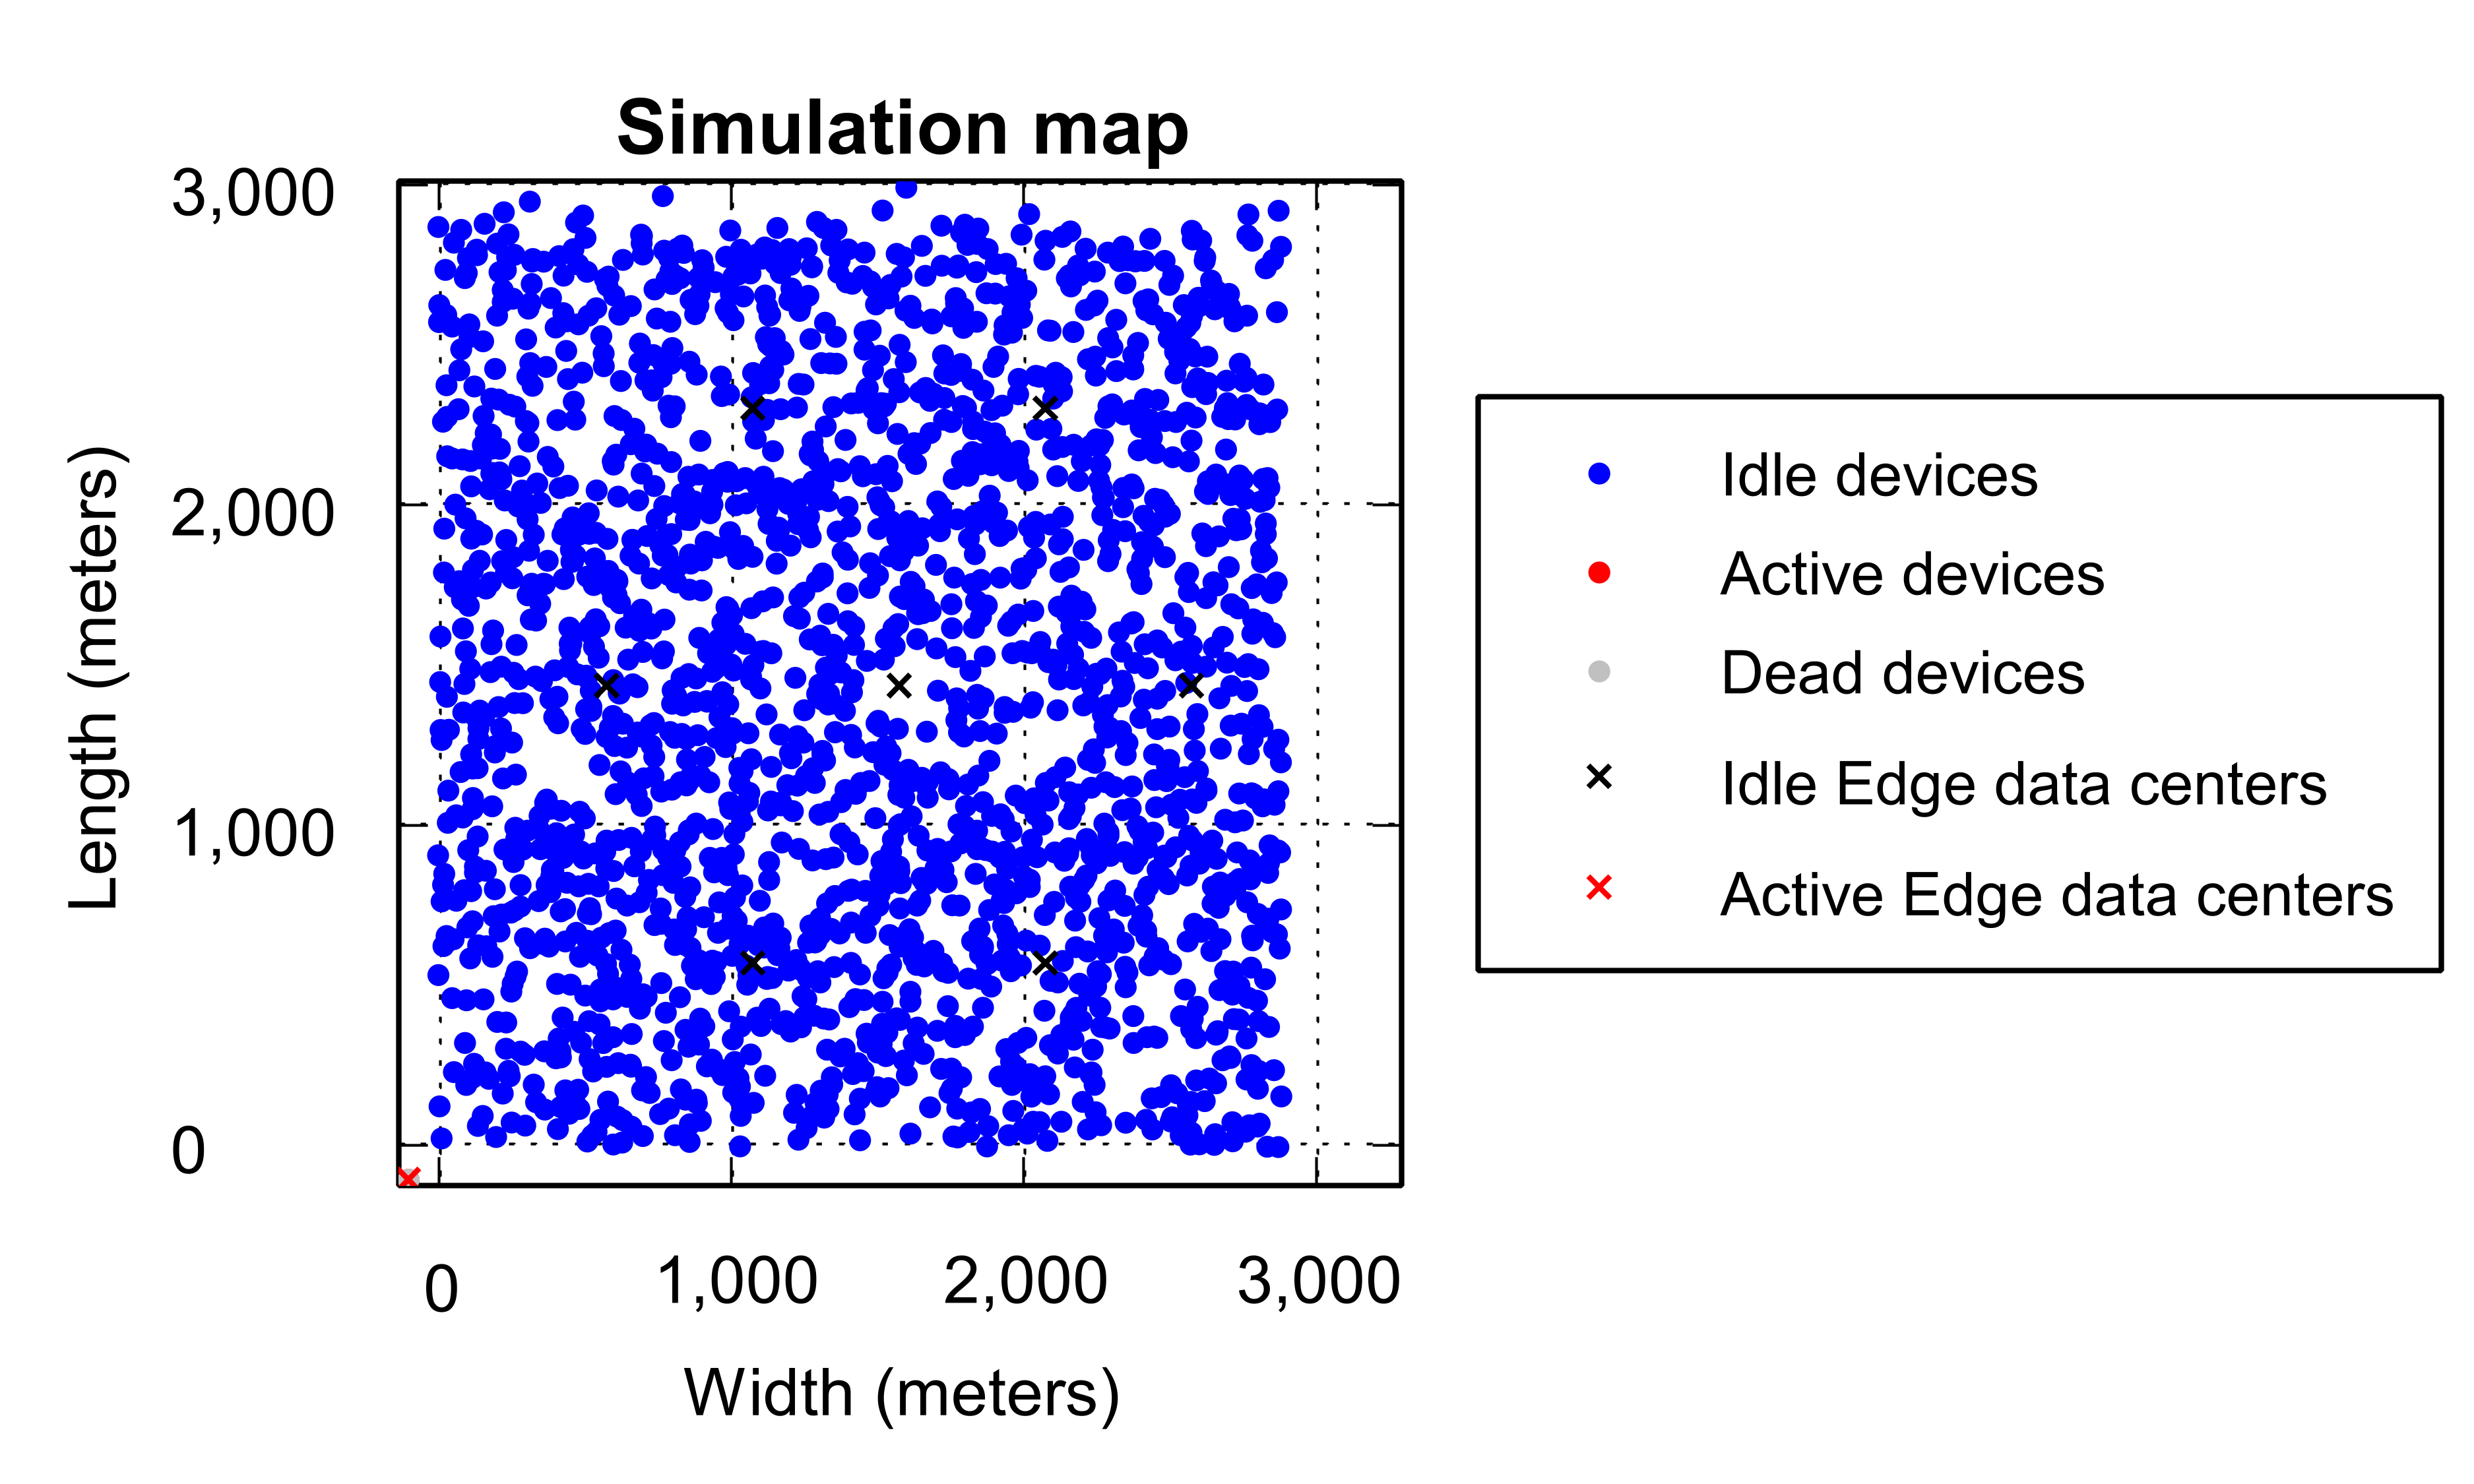 Simulation map
3,000
2,000
1,000
0
Length (meters)
0
1,000
2,000
3,000
Width (meters)
Idle devices
Active devices
Dead devices
Idle Edge data centers
Active Edge data centers